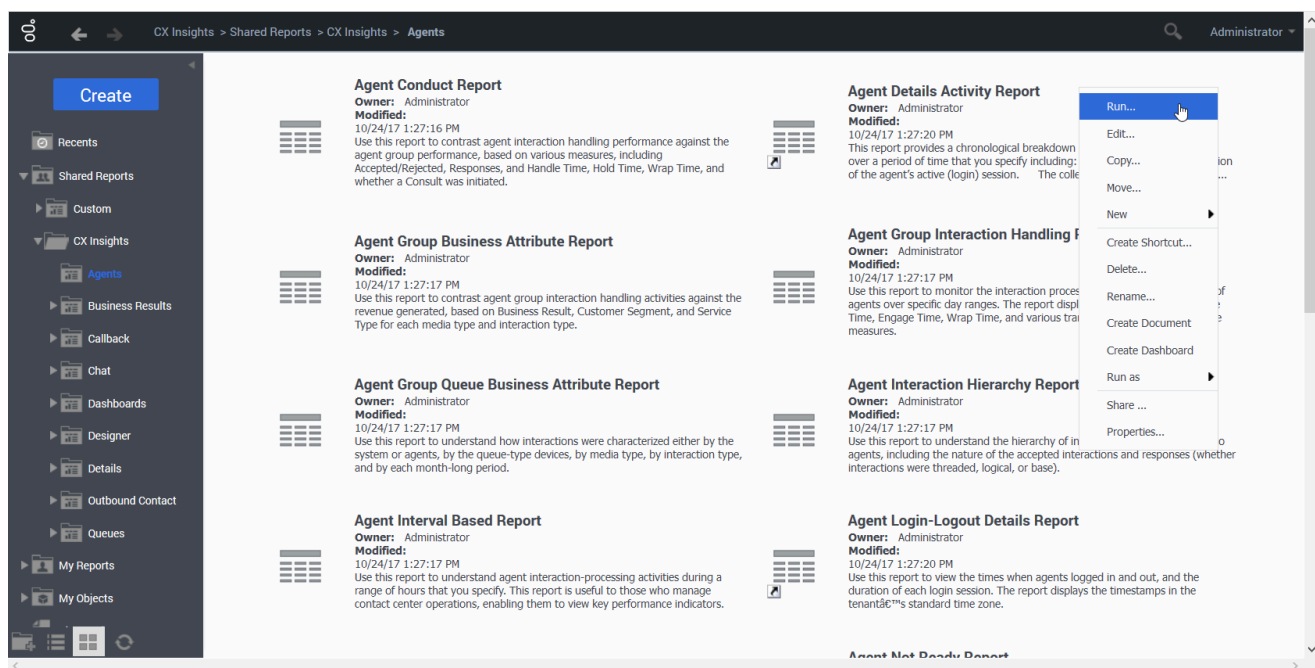 CX Insights > Shared Reports > CX Insights > Agents
Administrator
Create
Recents
Shared Reports
Custom
CX Insights
Agents
Business Results
Callback
Chat
Dashboards
Designer
Details
Outbound Contact
Queues
My Reports
My Objects
Agent Conduct Report
Owner: Administrator
Modified:
10/24/17 1:27:16 PM
Use this report to contrast agent interaction handling performance against the
agent group performance, based on various measures, including
Accepted/Rejected, Responses, and Handle Time, Hold Time, Wrap Time, and
whether a Consult was initiated.
Agent Details Activity Report
Owner: Administrator
Modified:
10/24/17 1:27:20 PM
This report provides a chronological breakdown
over a period of time that you specify including: ion
of the agent's active (login) session. The colle ...
Agent Group Business Attribute Report
Owner: Administrator
Modified:
10/24/17 1:27:17 PM
Use this report to contrast agent group interaction handling activities against the
revenue generated, based on Business Result, Customer Segment, and Service
Type for each media type and interaction type.
Agent Group Interaction Handling
Owner: Administrator
Modified:
10/24/17 1:27:17 PM
Use this report to monitor the interaction proces of
agents over specific day ranges. The report displ e
Time, Engage Time, Wrap Time, and various tra e
measures.
Agent Group Queue Business Attribute Report
Owner: Administrator
Modified:
10/24/17 1:27:17 PM
Use this report to understand how interactions were characterized either by the
system or agents, by the queue-type devices, by media type, by interaction type,
and by each month-long period.
Agent Interaction Hierarchy Report
Owner: Administrator
Modified:
10/24/17 1:27:17 PM
Use this report to understand the hierarchy of in o
agents, including the nature of the accepted interactions and responses (whether
interactions were threaded, logical, or base).
Agent Interval Based Report
Owner: Administrator
Modified:
10/24/17 1:27:17 PM
Use this report to understand agent interaction-processing activities during a
range of hours that you specify. This report is useful to those who manage
contact center operations, enabling them to view key performance indicators.
Agent Login-Logout Details Report
Owner: Administrator
Modified:
10/24/17 1:27:20 PM
Use this report to view the times when agents logged in and out, and the
duration of each login session. The report displays the timestamps in the
tenantâ€™s standard time zone.
Agent Not Ready Report
Run...
Edit...
Copy...
Move...
New
Create Shortcut...
Delete...
Rename...
Create Document
Create Dashboard
Run as
Share ...
Properties...